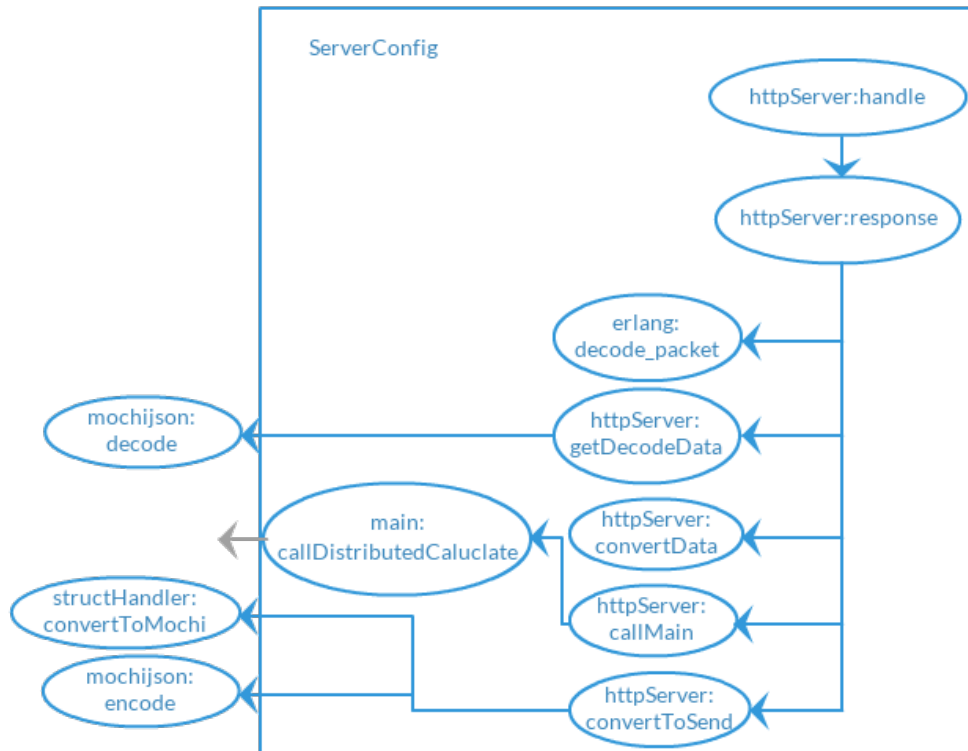 ServerConfig
httpServer:handle
httpServer:response
erlang:
decode_packet
mochijson:
decode
httpServer:
getDecodeData
main:
callDistributedCaluclate
httpServer:
convertData
structHandler:
convertToMochi
httpServer:
callMain
mochijson:
encode
httpServer:
convertToSend